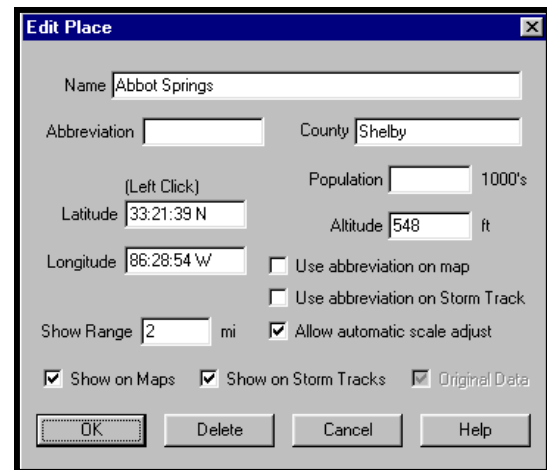 Edit Place
Name Abbot Springs
Abbreviation County Shelby
(Left Click) Population 1000's
Latitude 33:21:39 N Altitude 548 ft
Longitude 86:28:54 W Use abbreviation on map
Use abbreviation on Storm Track
Show Range 2 mi Allow automatic scale adjust
Show on Maps Show on Storm Tracks Original Data
OK Delete Cancel Help